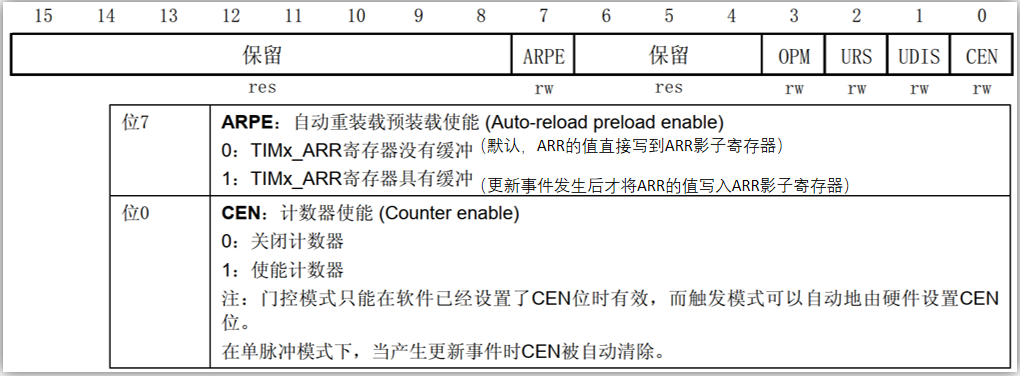 15 14 13 12 11 10 9 8 7 6 5 4 3 2 1 0
保留 ARPE 保留 OPM URS UDIS CEN
res rw res rw rw rw rw
位7 ARPE：自动重装载预装载使能 (Auto-reload preload enable)
0：TIMx_ARR寄存器没有缓冲（默认，ARR的值直接写到ARR影子寄存器）
1：TIMx_ARR寄存器具有缓冲（更新事件发生后才将ARR的值写入ARR影子寄存器）
位0 CEN：计数器使能 (Counter enable)
0：关闭计数器
1：使能计数器
注：门控模式只能在软件已经设置了CEN位时有效，而触发模式可以自动地由硬件设置CEN
位。
在单脉冲模式下，当产生更新事件时CEN被自动清除。